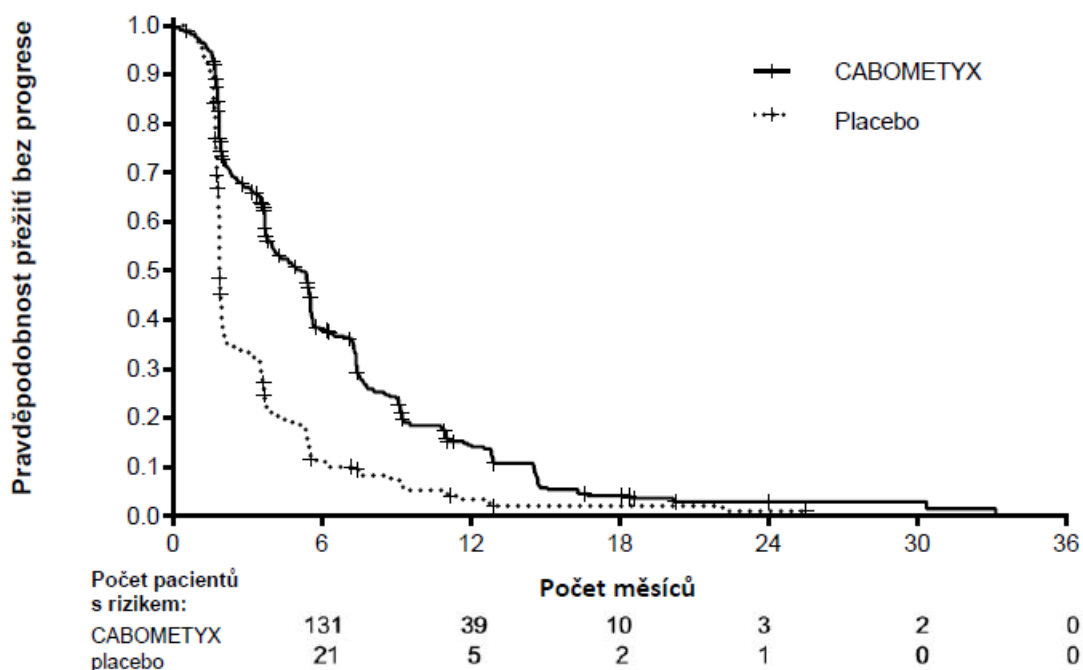 Pravděpodobnost přežití bez progrese
1.0
0.9
0.8
0.7
0.6
0.5
0.4
0.3
0.2
0.1
0.0
CABOMETYX
Placebo
0 6 12 18 24 30 36
Počet měsíců
Počet pacientů
s rizikem:
CABOMETYX 131 39 10 3 2 0
placebo 21 5 2 1 0 0